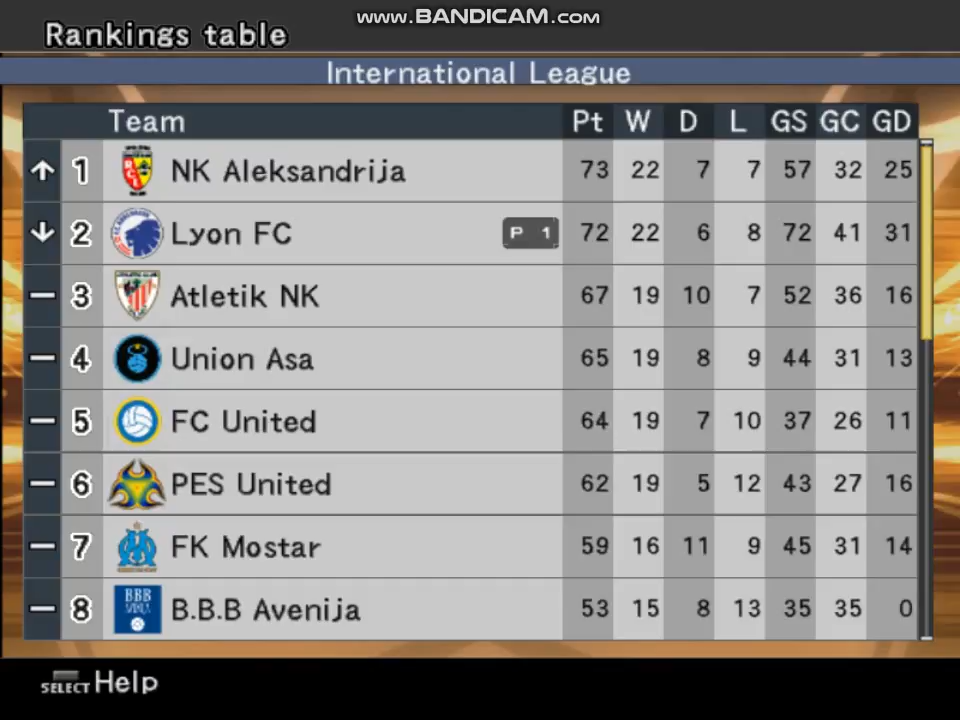 www.BANDICAM.com
Rankings table
International League
Team Pt W D L GS GC GD
1 NK Aleksandrija 73 22 7 7 57 32 25
2 Lyon FC P 1 72 22 6 8 72 41 31
3 Atletik NK 67 19 10 7 52 36 16
4 Union Asa 65 19 8 9 44 31 13
5 FC United 64 19 7 10 37 26 11
6 PES United 62 19 5 12 43 27 16
7 FK Mostar 59 16 11 9 45 31 14
8 BBB B.B.B Avenija 53 15 8 13 35 35 0
SELECT Help